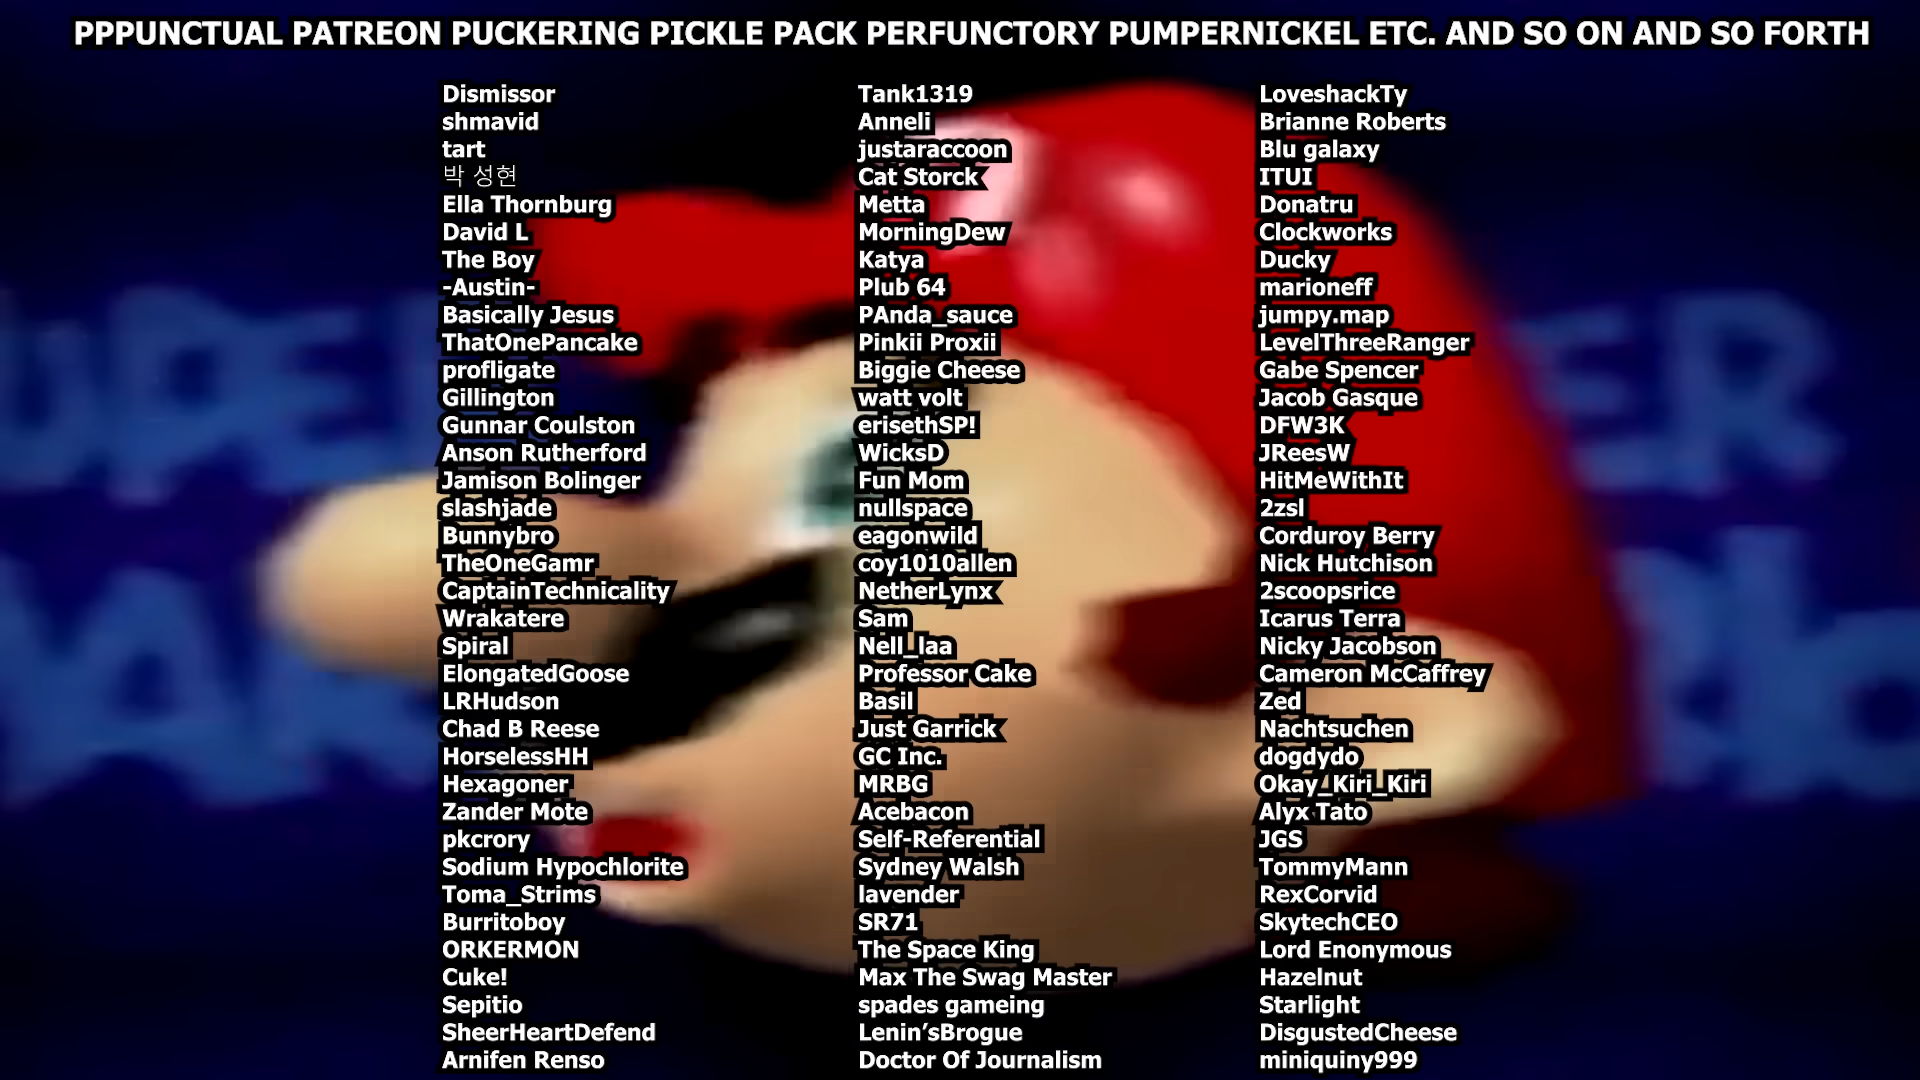 PPPUNCTUAL PATREON PUCKERING PICKLE PACK PERFUNCTORY PUMPERNICKEL ETC. AND SO ON AND SO FORTH
Dismissor
shmavid
tart
박 성현
Ella Thornburg
David L
The Boy
-Austin-
Basically Jesus
ThatOnePancake
profligate
Gillington
Gunnar Coulston
Anson Rutherford
Jamison Bolinger
slashjade
Bunnybro
TheOneGamr
CaptainTechnicality
Wrakatere
Spiral
ElongatedGoose
LRHudson
Chad B Reese
HorselessHH
Hexagoner
Zander Mote
pkcrory
Sodium Hypochlorite
Toma_Strims
Burritoboy
ORKERMON
Cuke!
Sepitio
SheerHeartDefend
Arnifen Renso
Tank1319
Anneli
justaraccoon
Cat Storck
Metta
MorningDew
Katya
Plub 64
PAnda_sauce
Pinkii Proxii
Biggie Cheese
watt volt
erisethSP!
WicksD
Fun Mom
nullspace
eagonwild
coy1010allen
NetherLynx
Sam
Nell_laa
Professor Cake
Basil
Just Garrick
GC Inc.
MRBG
Acebacon
Self-Referential
Sydney Walsh
lavender
SR71
The Space King
Max The Swag Master
spades gameing
Lenin’sBrogue
Doctor Of Journalism
LoveshackTy
Brianne Roberts
Blu galaxy
ITUI
Donatru
Clockworks
Ducky
marioneff
jumpy.map
LevelThreeRanger
Gabe Spencer
Jacob Gasque
DFW3K
JReesW
HitMeWithIt
2zsl
Corduroy Berry
Nick Hutchison
2scoopsrice
Icarus Terra
Nicky Jacobson
Cameron McCaffrey
Zed
Nachtsuchen
dogdydo
Okay_Kiri_Kiri
Alyx Tato
JGS
TommyMann
RexCorvid
SkytechCEO
Lord Enonymous
Hazelnut
Starlight
DisgustedCheese
miniquiny999